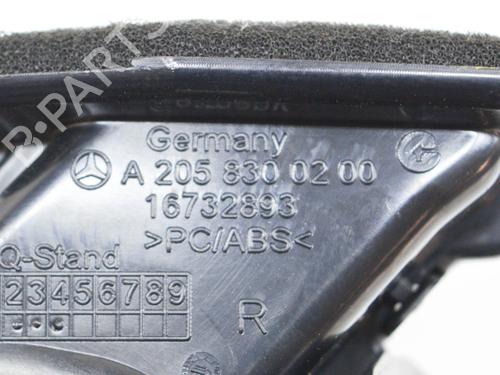 B-PARTS
Germany
A 205 830 02 00
16732893
>PC/ABS<
Q-Stand
23456789
R